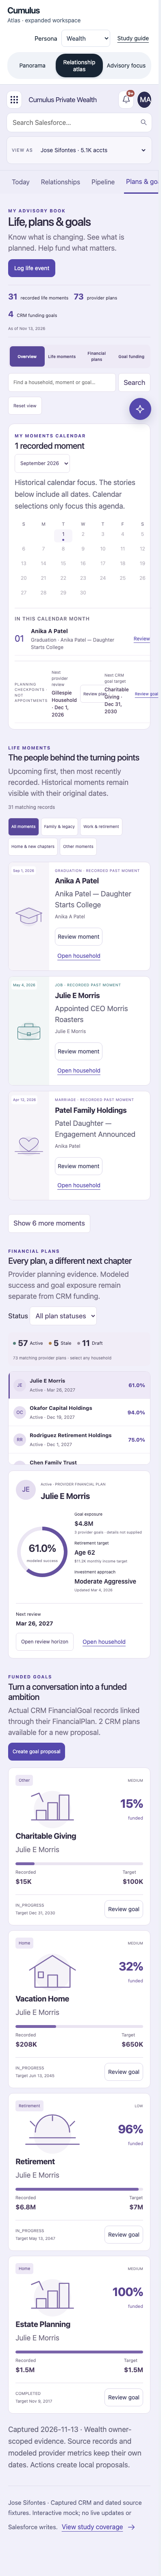 Cumulus
Atlas · expanded workspace
Persona Wealth Study guide
Panorama Relationship atlas Advisory focus
Cumulus Private Wealth 9+ MA
Search Salesforce...
VIEW AS Jose Sifontes · 5.1K accts
Today Relationships Pipeline Plans & goa
MY ADVISORY BOOK
Life, plans & goals
Know what is changing. See what is
planned. Help fund what matters.
Log life event
31 recorded life moments 73 provider plans
4 CRM funding goals
As of Nov 13, 2026
Overview Life moments Financial plans Goal funding
Find a household, moment or goal... Search
Reset view
MY MOMENTS CALENDAR
1 recorded moment
September 2026
Historical calendar focus. The stories
below include all dates. Calendar
selections only focus this agenda.
S M T W T F S
1 2 3 4 5
6 7 8 9 10 11 12
13 14 15 16 17 18 19
20 21 22 23 24 25 26
27 28 29 30
IN THIS CALENDAR MONTH
01 Anika A Patel
Graduation · Anika Patel — Daughter
Starts College
Review
PLANNING CHECKPOINTS NOT APPOINTMENTS
Next provider review
Gillespie Household · Dec 1, 2026
Review plan
Next CRM goal target
Charitable Giving · Dec 31, 2030
Review goal
LIFE MOMENTS
The people behind the turning points
Upcoming first, then most recently
recorded. Historical moments remain
visible with their original dates.
31 matching records
All moments Family & legacy Work & retirement
Home & new chapters Other moments
Sep 1, 2026
GRADUATION · RECORDED PAST MOMENT
Anika A Patel
Anika Patel — Daughter
Starts College
Anika A Patel
Review moment
Open household
May 4, 2026
JOB · RECORDED PAST MOMENT
Julie E Morris
Appointed CEO Morris
Roasters
Julie E Morris
Review moment
Open household
Apr 12, 2026
MARRIAGE · RECORDED PAST MOMENT
Patel Family Holdings
Patel Daughter —
Engagement Announced
Anika Patel
Review moment
Open household
Show 6 more moments
FINANCIAL PLANS
Every plan, a different next chapter
Provider planning evidence. Modeled
success and goal exposure remain
separate from CRM funding.
Status All plan statuses
57 Active 5 Stale 11 Draft
73 matching provider plans · select any household
JE Julie E Morris 61.0%
Active · Mar 26, 2027
OC Okafor Capital Holdings 94.0%
Active · Dec 19, 2027
RR Rodriguez Retirement Holdings 75.0%
Active · Dec 1, 2027
CF Chen Family Trust
JE
Active · PROVIDER FINANCIAL PLAN
Julie E Morris
61.0%
modeled success
Goal exposure
$4.8M
3 provider goals · details not supplied
Retirement target
Age 62
$11.2K monthly income target
Investment approach
Moderate Aggressive
Updated Mar 4, 2026
Next review
Mar 26, 2027
Open review horizon Open household
FUNDED GOALS
Turn a conversation into a funded
ambition
Actual CRM FinancialGoal records linked
through their FinancialPlan. 2 CRM plans
available for a new proposal.
Create goal proposal
Other MEDIUM
15%
funded
Charitable Giving
Julie E Morris
Recorded Target
$15K $100K
IN_PROGRESS
Target Dec 31, 2030
Review goal
Home MEDIUM
32%
funded
Vacation Home
Julie E Morris
Recorded Target
$208K $650K
IN_PROGRESS
Target Jun 13, 2046
Review goal
Retirement LOW
96%
funded
Retirement
Julie E Morris
Recorded Target
$6.8M $7M
IN_PROGRESS
Target May 13, 2047
Review goal
Home MEDIUM
100%
funded
Estate Planning
Julie E Morris
Recorded Target
$1.5M $1.5M
COMPLETED
Target Nov 9, 2017
Review goal
Captured 2026-11-13 · Wealth owner-
scoped evidence. Source records and
modeled provider metrics keep their own
dates. Actions create local proposals.
Jose Sifontes · Captured CRM and dated source
fixtures. Interactive mock; no live updates or
Salesforce writes. View study coverage →